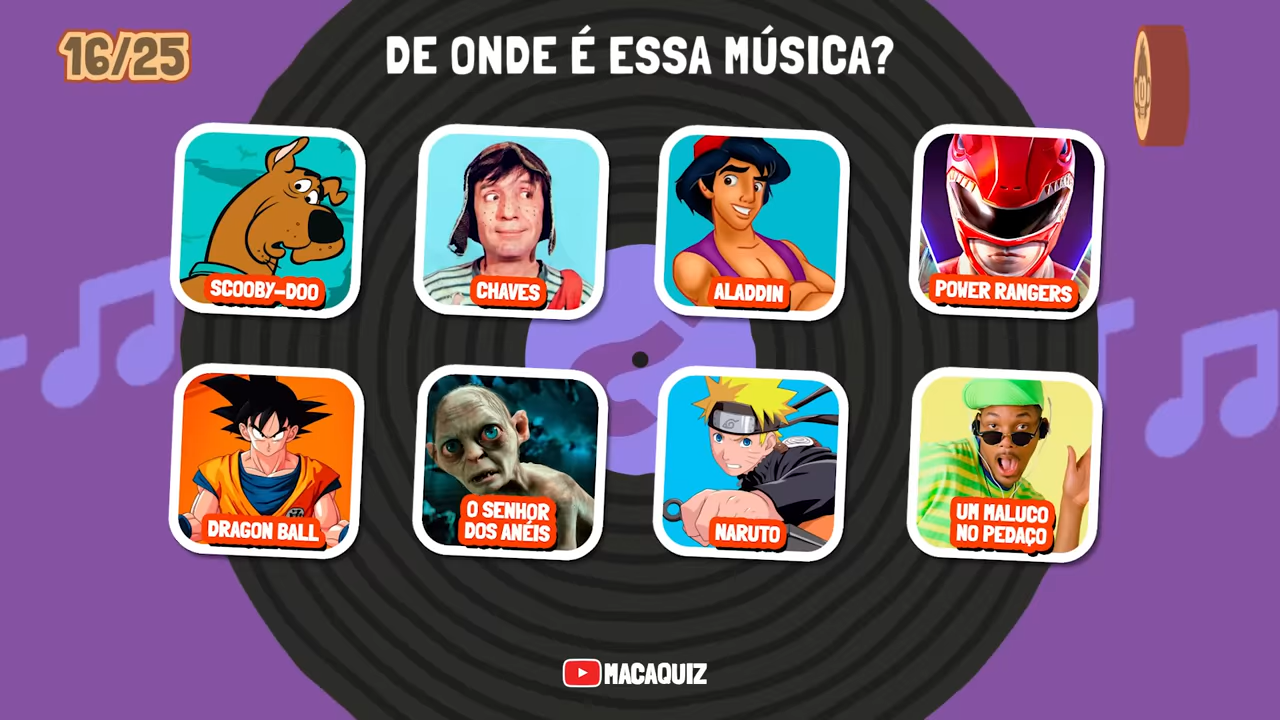 16/25
DE ONDE É ESSA MÚSICA?
SCOOBY-DOO
CHAVES
ALADDIN
POWER RANGERS
DRAGON BALL
O SENHOR
DOS ANÉIS
NARUTO
UM MALUCO
NO PEDAÇO
MACAQUIZ